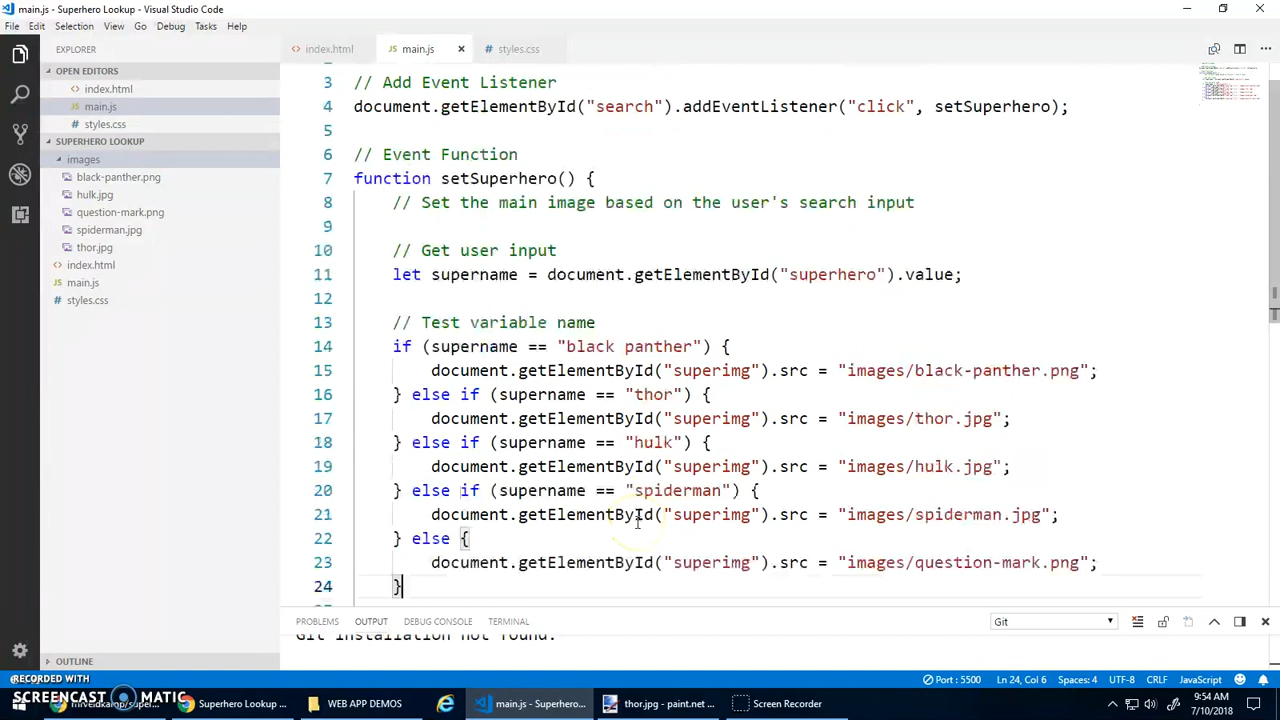 main.js - Superhero Lookup - Visual Studio Code
File Edit Selection View Go Debug Tasks Help
EXPLORER
OPEN EDITORS
index.html
main.js
styles.css
SUPERHERO LOOKUP
images
black-panther.png
hulk.jpg
question-mark.png
spiderman.jpg
thor.jpg
index.html
main.js
styles.css
OUTLINE
index.html main.js styles.css
3 // Add Event Listener
4 document.getElementById("search").addEventListener("click", setSuperhero);
5
6 // Event Function
7 function setSuperhero() {
8 // Set the main image based on the user's search input
9
10 // Get user input
11 let supername = document.getElementById("superhero").value;
12
13 // Test variable name
14 if (supername == "black panther") {
15 document.getElementById("superimg").src = "images/black-panther.png";
16 } else if (supername == "thor") {
17 document.getElementById("superimg").src = "images/thor.jpg";
18 } else if (supername == "hulk") {
19 document.getElementById("superimg").src = "images/hulk.jpg";
20 } else if (supername == "spiderman") {
21 document.getElementById("superimg").src = "images/spiderman.jpg";
22 } else {
23 document.getElementById("superimg").src = "images/question-mark.png";
24 }
PROBLEMS OUTPUT DEBUG CONSOLE TERMINAL Git
Git installation not found.
Port : 5500 Ln 24, Col 6 Spaces: 4 UTF-8 CRLF JavaScript
RECORDED WITH
SCREENCAST MATIC
mrveldkamp/super... Superhero Lookup ... WEB APP DEMOS main.js - Superhero... thor.jpg - paint.net ... Screen Recorder
9:54 AM
7/10/2018